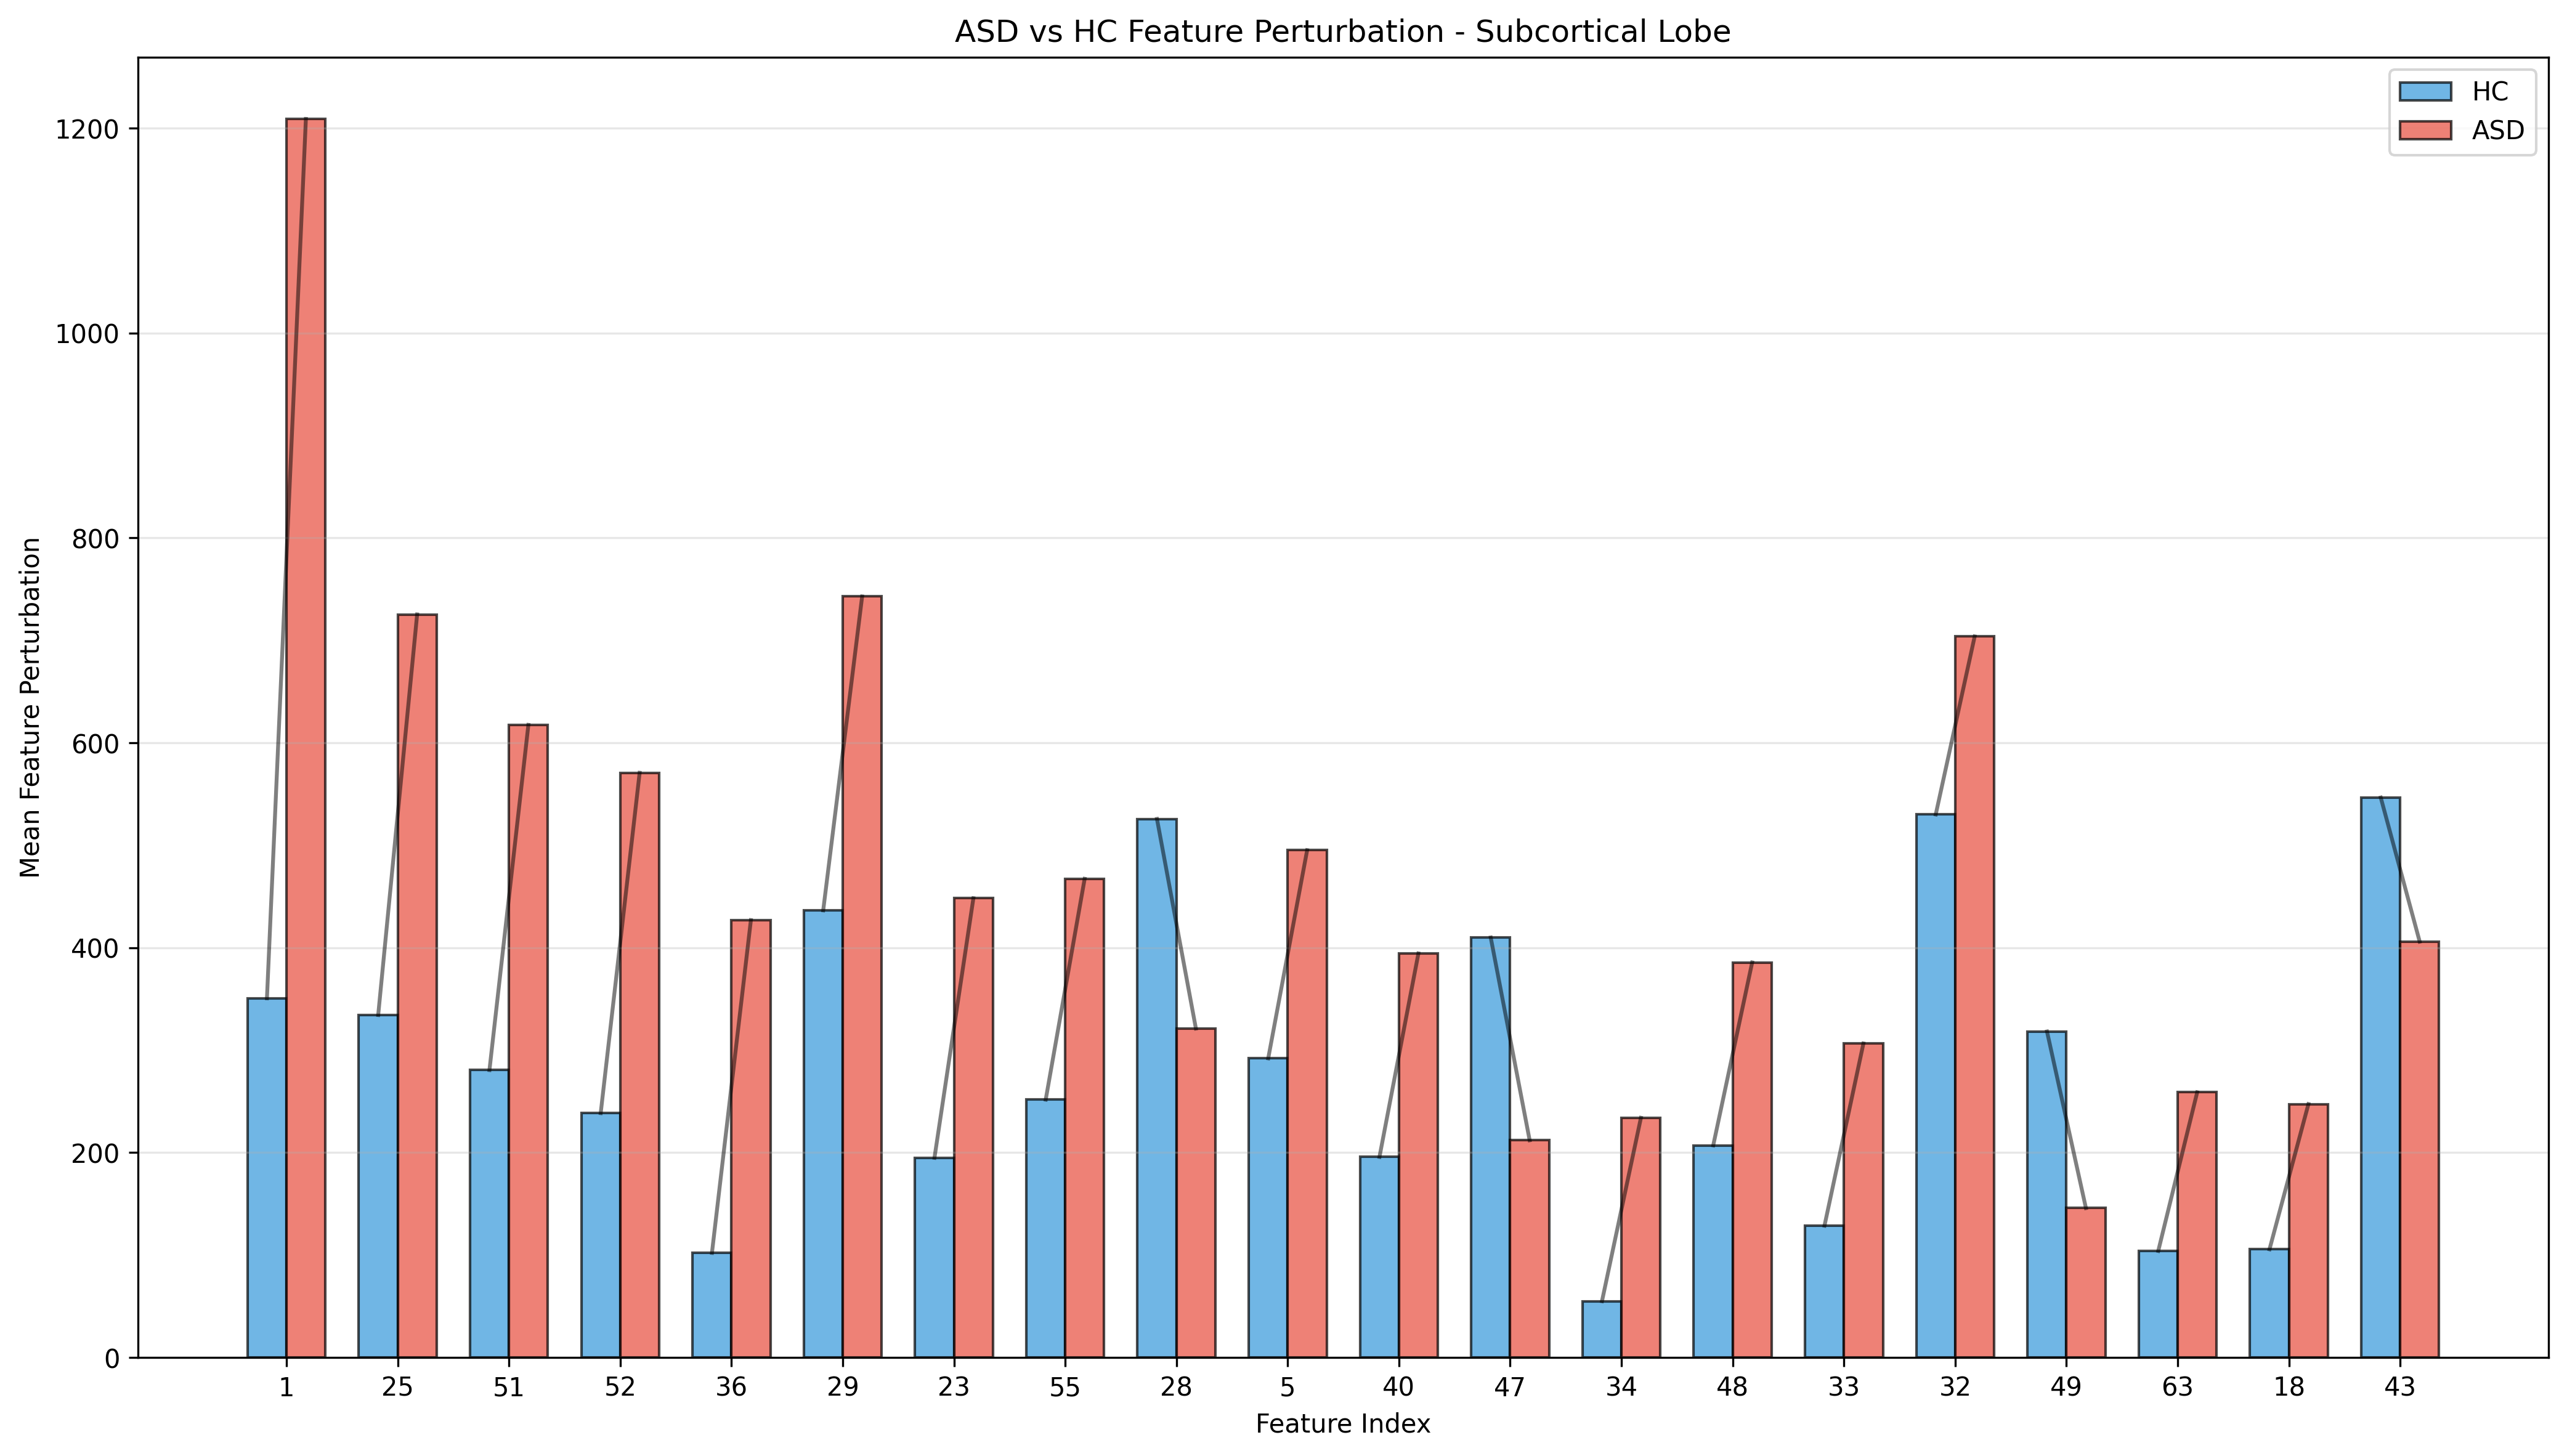 ASD vs HC Feature Perturbation - Subcortical Lobe
HC
ASD
Mean Feature Perturbation
1200
1000
800
600
400
200
0
1 25 51 52 36 29 23 55 28 5 40 47 34 48 33 32 49 63 18 43
Feature Index